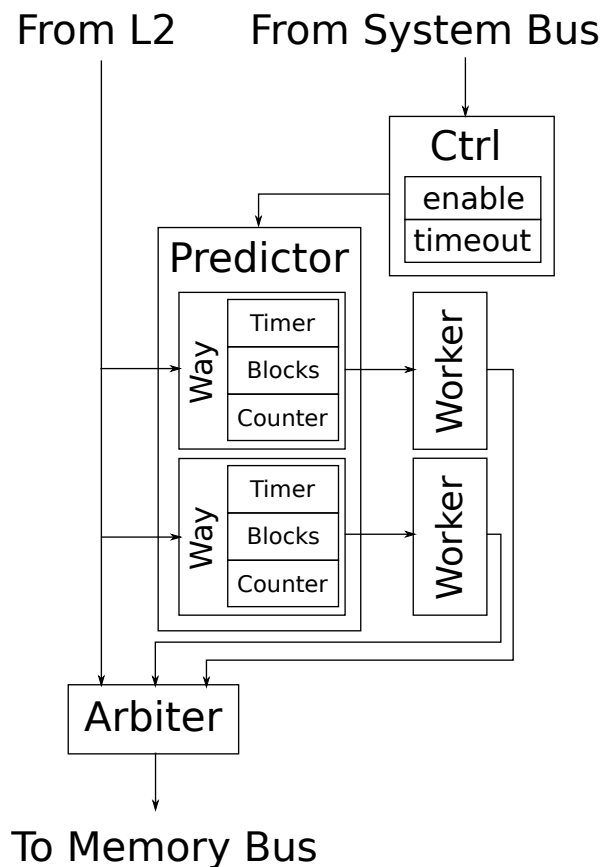 From L2
From System Bus
Ctrl
enable
timeout
Predictor
Way
Timer
Blocks
Counter
Worker
Way
Timer
Blocks
Counter
Worker
Arbiter
To Memory Bus